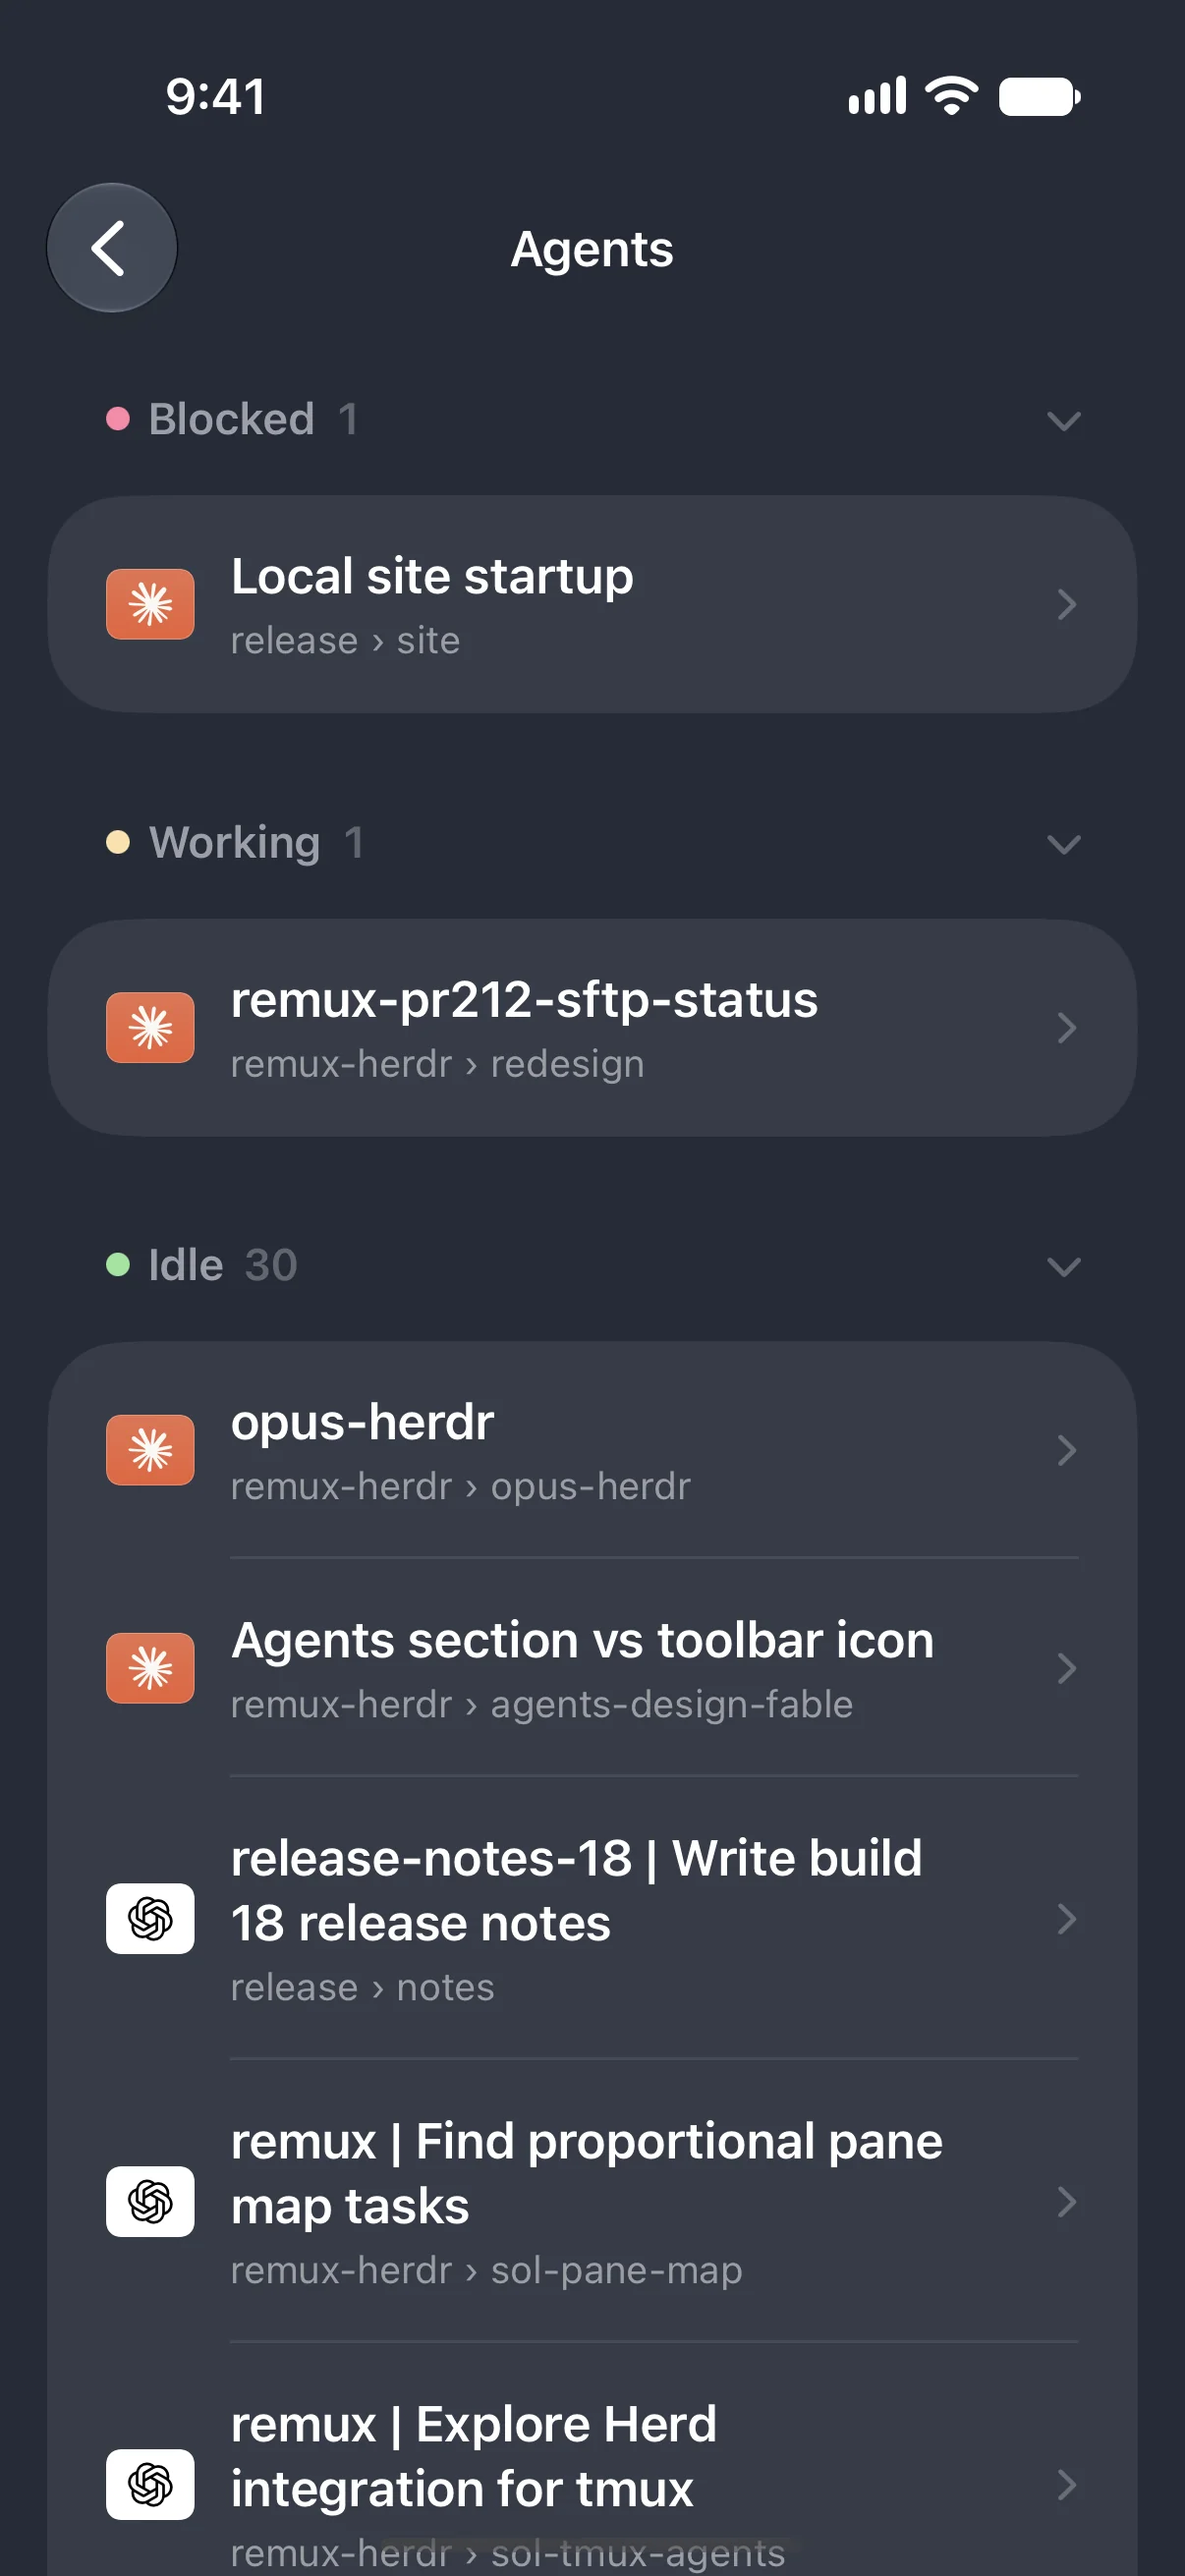 9:41
Agents
Blocked 1
Local site startup
release › site
Working 1
remux-pr212-sftp-status
remux-herdr › redesign
Idle 30
opus-herdr
remux-herdr › opus-herdr
Agents section vs toolbar icon
remux-herdr › agents-design-fable
release-notes-18 | Write build
18 release notes
release › notes
remux | Find proportional pane
map tasks
remux-herdr › sol-pane-map
remux | Explore Herd
integration for tmux
remux-herdr › sol-tmux-agents